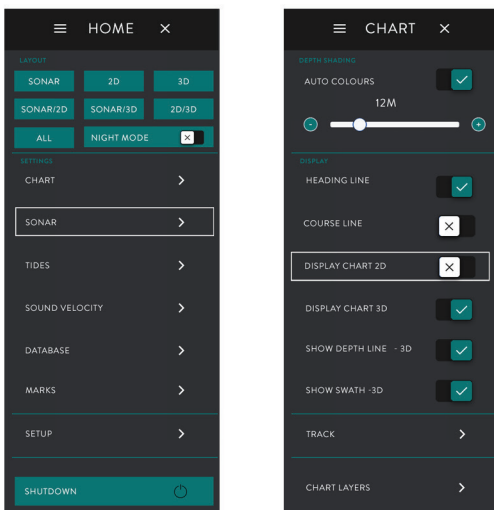 HOME
LAYOUT
SONAR 2D 3D
SONAR/2D SONAR/3D 2D/3D
ALL NIGHT MODE
SETTINGS
CHART
SONAR
TIDES
SOUND VELOCITY
DATABASE
MARKS
SETUP
SHUTDOWN
CHART
DEPTH SHADING
AUTO COLOURS
12M
DISPLAY
HEADING LINE
COURSE LINE
DISPLAY CHART 2D
DISPLAY CHART 3D
SHOW DEPTH LINE - 3D
SHOW SWATH -3D
TRACK
CHART LAYERS